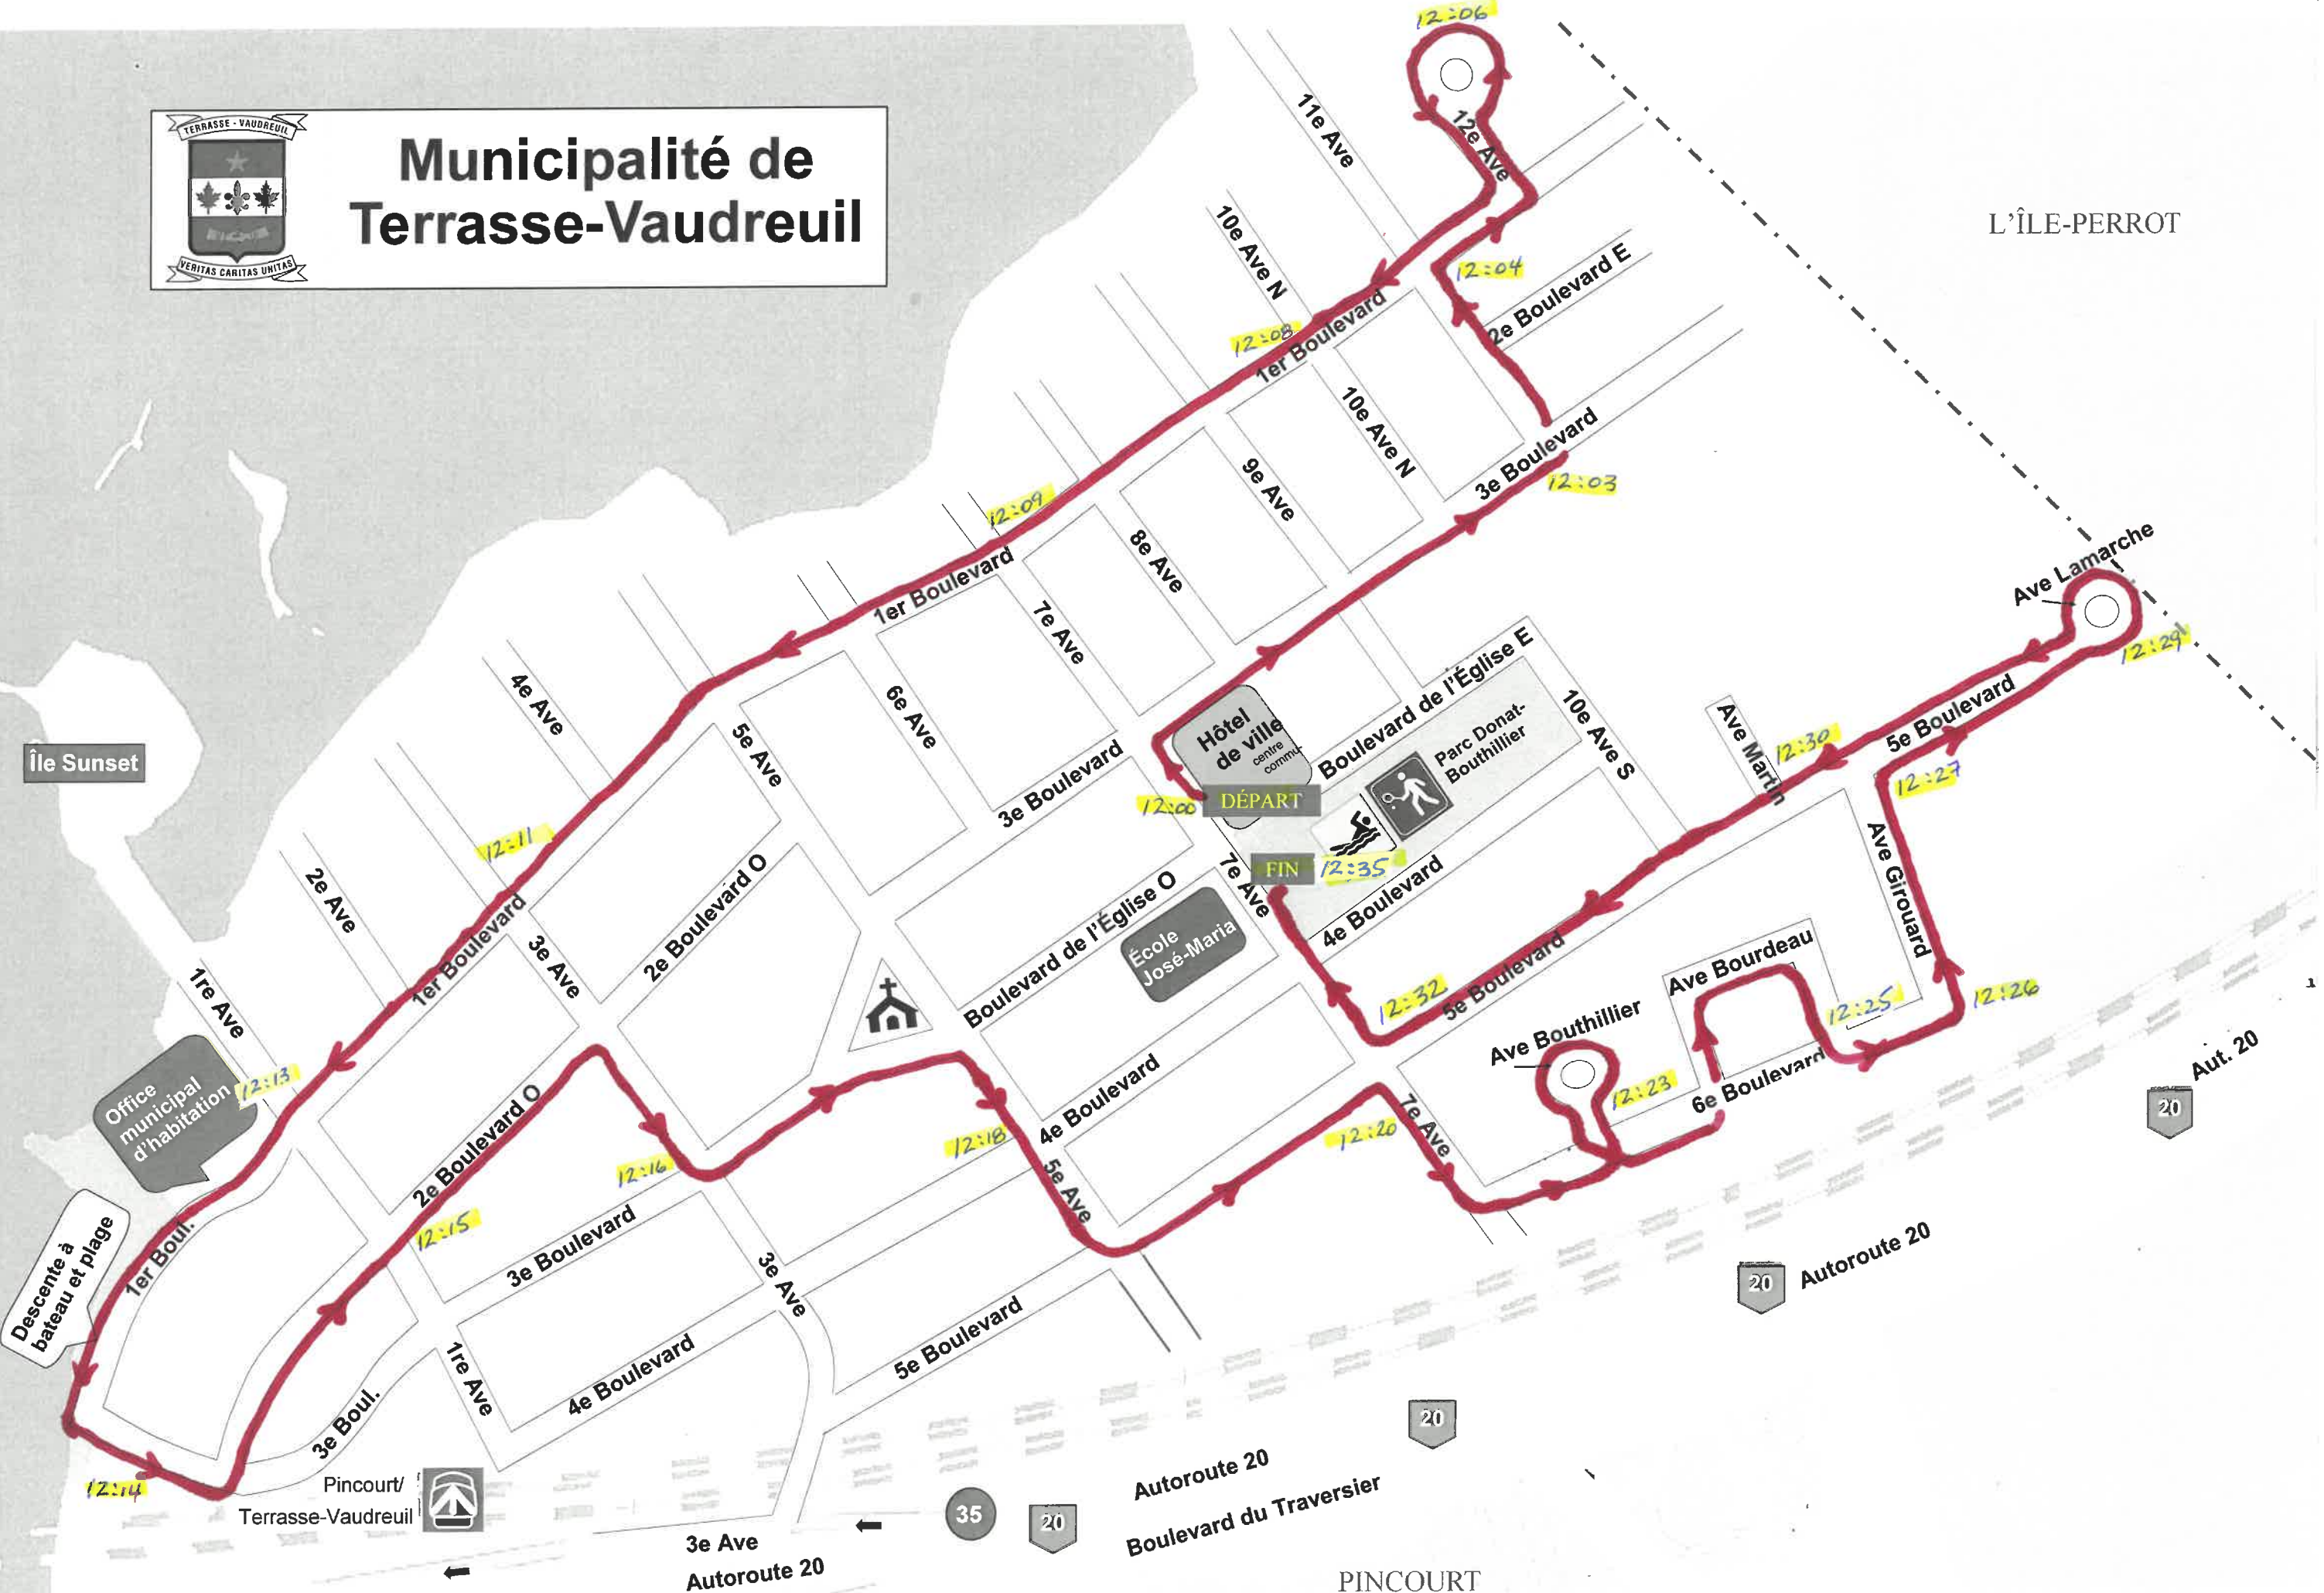 12:06
TERRASSE - VAUDREUIL
Municipalité de
Terrasse-Vaudreuil
VERITAS CARITAS UNITAS
11e Ave
12e Ave
L'ÎLE-PERROT
10e Ave N
12:04
2e Boulevard E
12:08
1er Boulevard
10e Ave N
3e Boulevard
12:03
9e Ave
12:09
8e Ave
1er Boulevard
7e Ave
Ave Lamarche
12:29
5e Boulevard
4e Ave
6e Ave
5e Ave
Île Sunset
Hôtel
de ville
centre
commu-
Boulevard de l'Église E
Parc Donat-
Bouthillier
10e Ave S
Ave Martin
12:30
12:27
3e Boulevard
12:00
DÉPART
12:11
2e Ave
2e Boulevard O
7e Ave
FIN
12:35
4e Boulevard
Ave Girouard
1er Boulevard
3e Ave
Boulevard de l'Église O
École
José-Maria
5e Boulevard
12:32
Ave Bourdeau
12:25
12:26
1re Ave
Ave Bouthillier
12:23
6e Boulevard
Aut. 20
20
Office
municipal
d'habitation
12:13
2e Boulevard O
4e Boulevard
12:18
12:20
7e Ave
12:16
5e Ave
12:15
3e Boulevard
Descente à
bateau et plage
1er Boul.
3e Ave
20
Autoroute 20
1re Ave
4e Boulevard
5e Boulevard
3e Boul.
20
12:14
Pincourt/
Terrasse-Vaudreuil
35
20
Autoroute 20
Boulevard du Traversier
3e Ave
Autoroute 20
PINCOURT